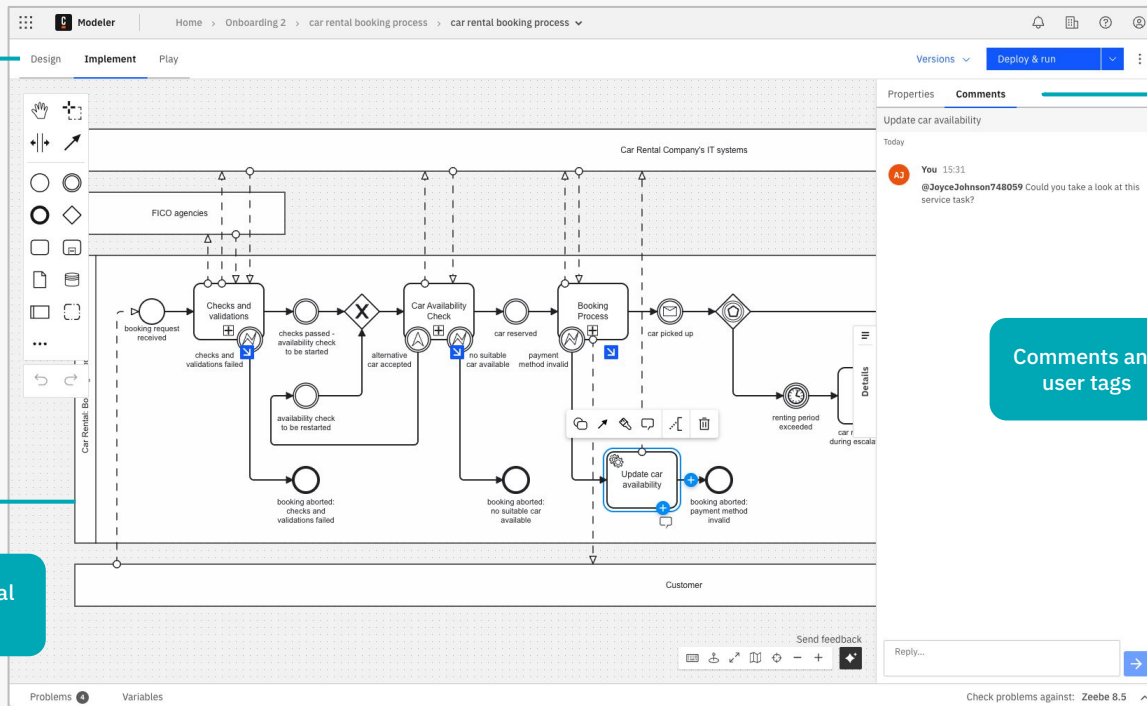 Modeler
Home > Onboarding 2 > car rental booking process > car rental booking process
Design Implement Play
Versions
Deploy & run
Properties Comments
Update car availability
Today
AJ
You 15:31
@JoyceJohnson748059 Could you take a look at this
service task?
Car Rental Company's IT systems
FICO agencies
Checks and
validations
Car Availability
Check
Booking
Process
booking request
received
checks passed -
availability check
to be started
car reserved
car picked up
checks and
validations failed
alternative
car accepted
no suitable
car available
payment
method invalid
Details
availability check
to be restarted
renting period
exceeded
car
during
Car Rental:
Update car
availability
booking aborted:
checks and
validations failed
booking aborted:
no suitable car
available
booking aborted:
payment method
invalid
Customer
Comments
user tags
Send feedback
Reply...
Problems 4 Variables
Check problems against: Zeebe 8.5